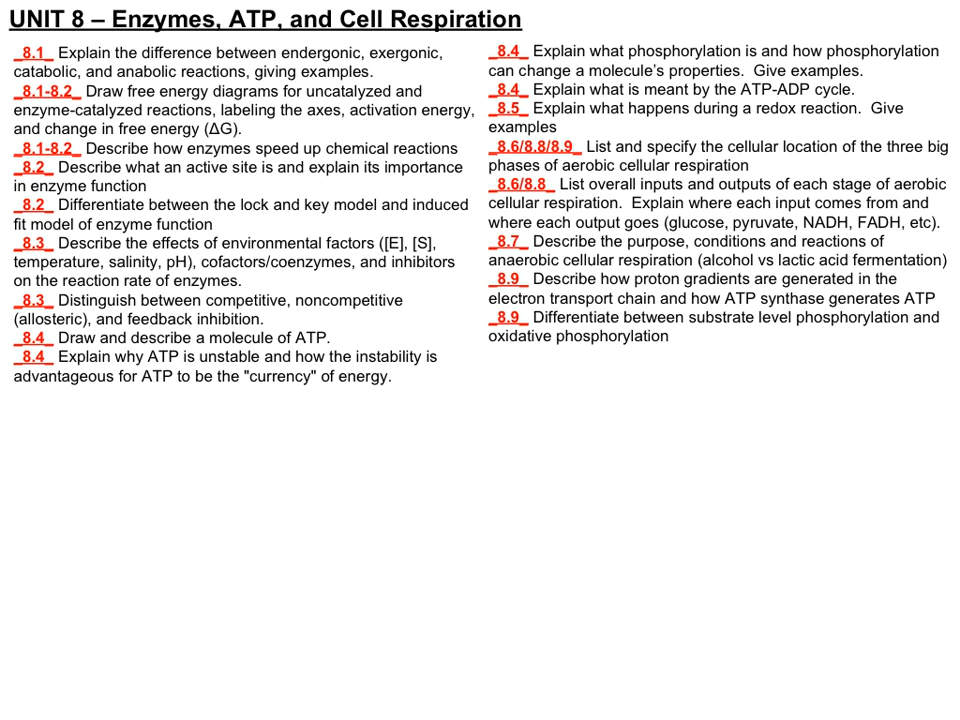 UNIT 8 – Enzymes, ATP, and Cell Respiration
_8.1_ Explain the difference between endergonic, exergonic,
catabolic, and anabolic reactions, giving examples.
_8.1-8.2_ Draw free energy diagrams for uncatalyzed and
enzyme-catalyzed reactions, labeling the axes, activation energy,
and change in free energy (ΔG).
_8.1-8.2_ Describe how enzymes speed up chemical reactions
_8.2_ Describe what an active site is and explain its importance
in enzyme function
_8.2_ Differentiate between the lock and key model and induced
fit model of enzyme function
_8.3_ Describe the effects of environmental factors ([E], [S],
temperature, salinity, pH), cofactors/coenzymes, and inhibitors
on the reaction rate of enzymes.
_8.3_ Distinguish between competitive, noncompetitive
(allosteric), and feedback inhibition.
_8.4_ Draw and describe a molecule of ATP.
_8.4_ Explain why ATP is unstable and how the instability is
advantageous for ATP to be the "currency" of energy.
_8.4_ Explain what phosphorylation is and how phosphorylation
can change a molecule's properties. Give examples.
_8.4_ Explain what is meant by the ATP-ADP cycle.
_8.5_ Explain what happens during a redox reaction. Give
examples
_8.6/8.8/8.9_ List and specify the cellular location of the three big
phases of aerobic cellular respiration
_8.6/8.8_ List overall inputs and outputs of each stage of aerobic
cellular respiration. Explain where each input comes from and
where each output goes (glucose, pyruvate, NADH, FADH, etc).
_8.7_ Describe the purpose, conditions and reactions of
anaerobic cellular respiration (alcohol vs lactic acid fermentation)
_8.9_ Describe how proton gradients are generated in the
electron transport chain and how ATP synthase generates ATP
_8.9_ Differentiate between substrate level phosphorylation and
oxidative phosphorylation